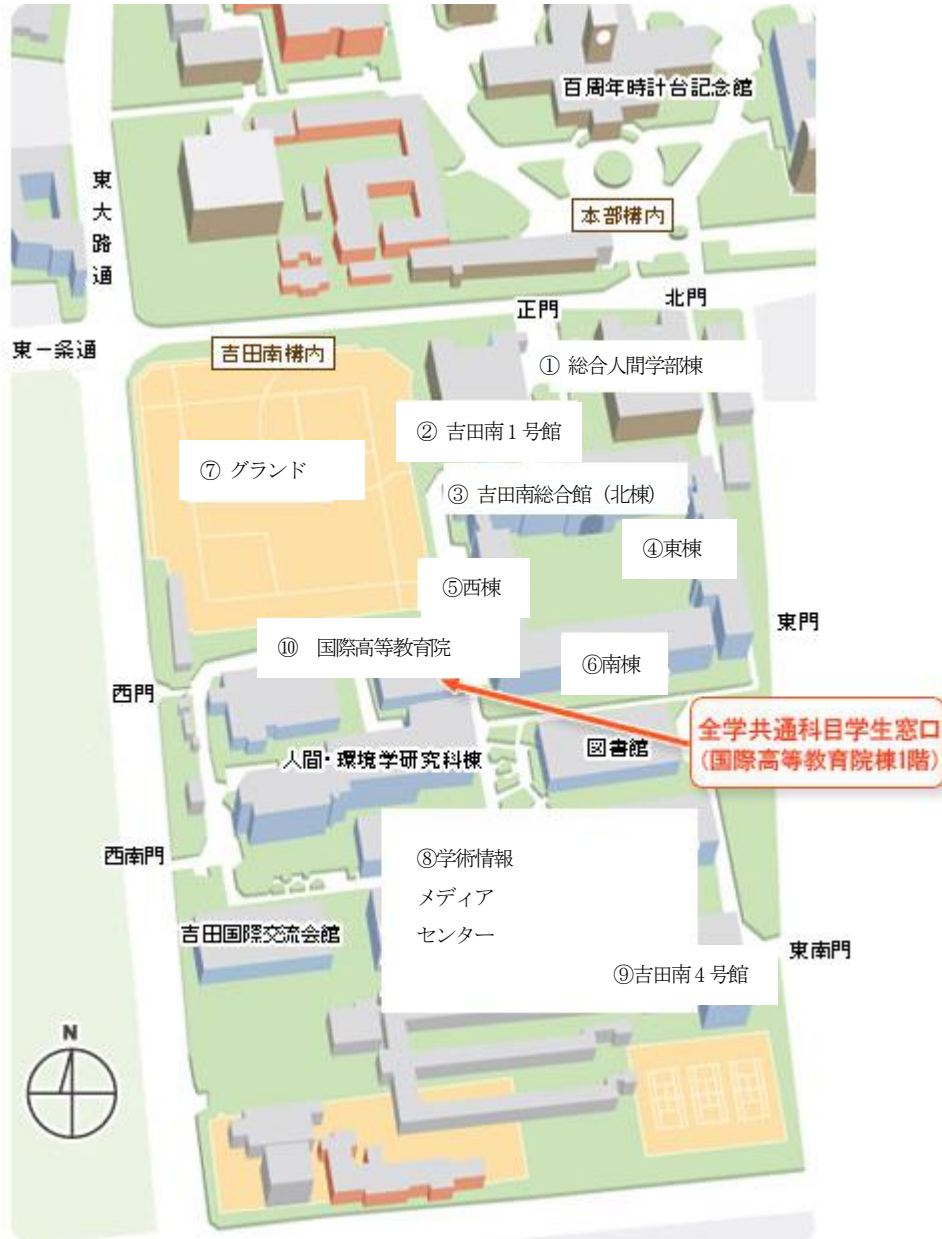 百周年時計台記念館
東大路通
本部構内
正門
北門
東一条通
吉田南構内
① 総合人間学部棟
② 吉田南1号館
⑦ グランド
③ 吉田南総合館（北棟）
④東棟
⑤西棟
東門
⑩ 国際高等教育院
⑥南棟
西門
全学共通科目学生窓口
(国際高等教育院棟1階)
図書館
人間・環境学研究科棟
西南門
⑧学術情報
メディア
センター
吉田国際交流会館
東南門
⑨吉田南4号館
N